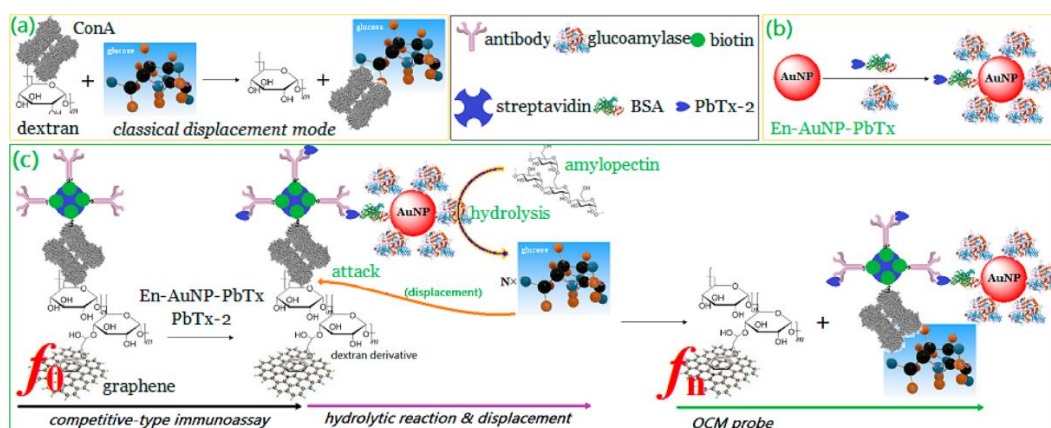 (a)
ConA
glucose
+
dextran
classical displacement mode
+
glucose
antibody
glucoamylase
biotin
streptavidin
BSA
PbTx-2
(b)
AuNP
AuNP
En-AuNP-PbTx
(c)
amylopectin
AuNP
hydrolysis
glucose
N×
attack
(displacement)
En-AuNP-PbTx
PbTx-2
dextran derivative
f0
graphene
+
fn
AuNP
competitive-type immunoassay
hydrolytic reaction & displacement
QCM probe